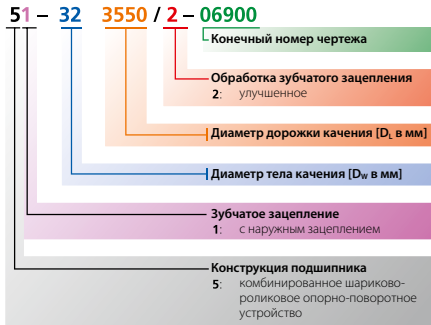 51 – 32 3550 / 2 – 06900
Конечный номер чертежа
Обработка зубчатого зацепления
2: улучшенное
Диаметр дорожки качения [DL в мм]
Диаметр тела качения [DW в мм]
Зубчатое зацепление
1: с наружным зацеплением
Конструкция подшипника
5: комбинированное шариково-
роликовое опорно-поворотное
устройство